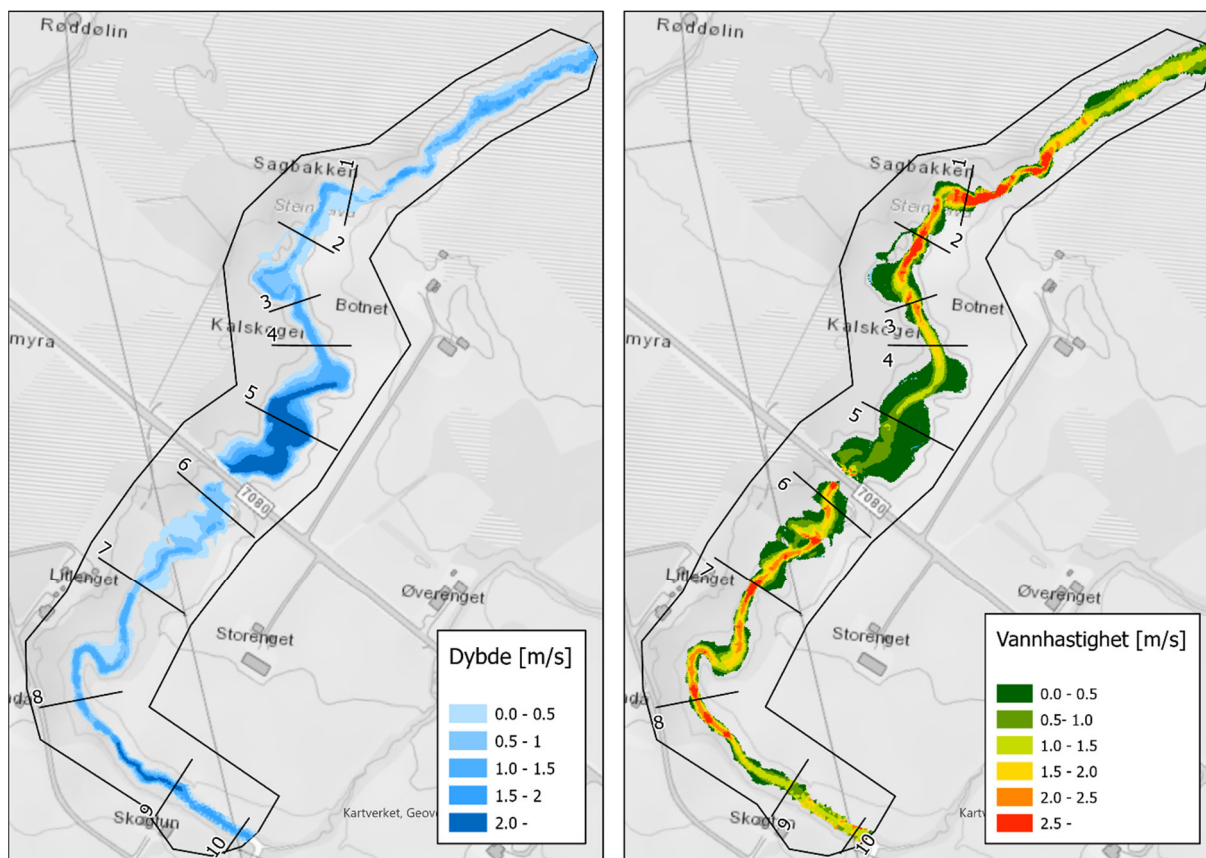 Røddølin
Sagbakken
1
2
3
Botnet
Kalskogen
4
myra
5
6
7080
7
Litlenget
Øverenget
Storenget
8
9
Skogtun
10
Kartverket, Geov
Dybde [m/s]
0.0 - 0.5
0.5 - 1
1.0 - 1.5
1.5 - 2
2.0 -
Røddølin
Sagbakken
1
2
3
Botnet
Kalskogen
4
myra
5
6
7080
7
Litlenget
Øverenget
Storenget
8
9
Skogtun
10
Kartv
Vannhastighet [m/s]
0.0 - 0.5
0.5- 1.0
1.0 - 1.5
1.5 - 2.0
2.0 - 2.5
2.5 -